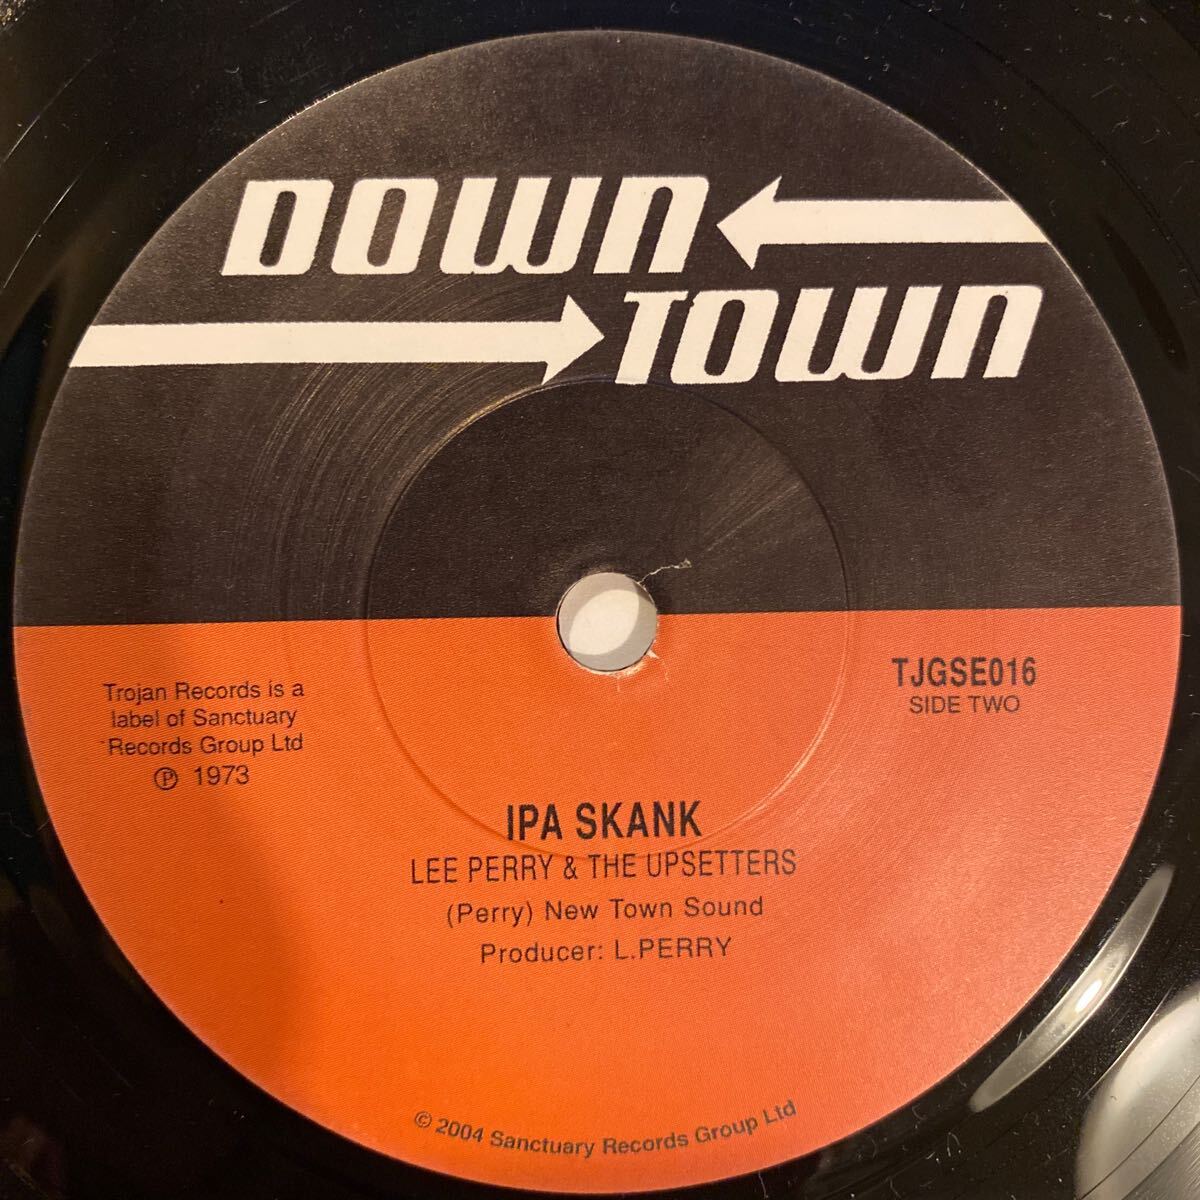 DOWN
TOWN
Trojan Records is a
label of Sanctuary
Records Group Ltd
℗ 1973
TJGSE016
SIDE TWO
IPA SKANK
LEE PERRY & THE UPSETTERS
(Perry) New Town Sound
Producer: L.PERRY
© 2004 Sanctuary Records Group Ltd